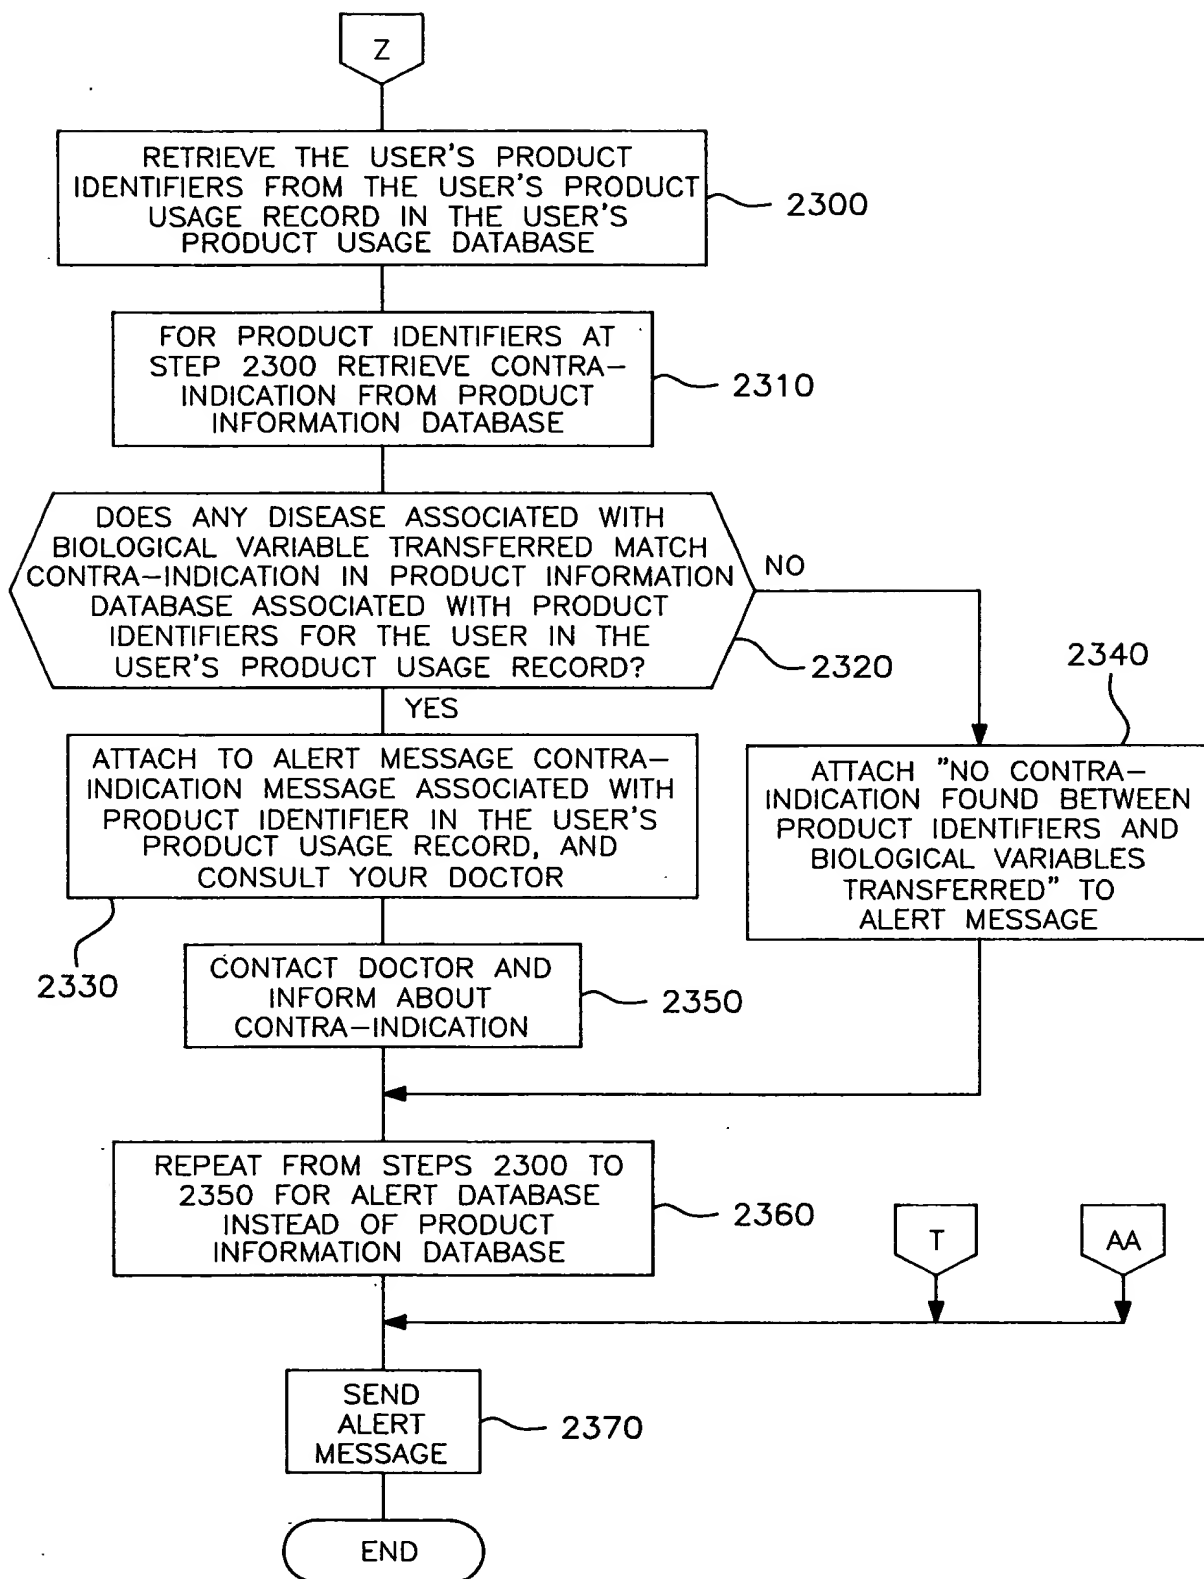 Z
RETRIEVE THE USER'S PRODUCT
IDENTIFIERS FROM THE USER'S PRODUCT
USAGE RECORD IN THE USER'S
PRODUCT USAGE DATABASE
2300
FOR PRODUCT IDENTIFIERS AT
STEP 2300 RETRIEVE CONTRA-
INDICATION FROM PRODUCT
INFORMATION DATABASE
2310
DOES ANY DISEASE ASSOCIATED WITH
BIOLOGICAL VARIABLE TRANSFERRED MATCH
CONTRA-INDICATION IN PRODUCT INFORMATION
DATABASE ASSOCIATED WITH PRODUCT
IDENTIFIERS FOR THE USER IN THE
USER'S PRODUCT USAGE RECORD?
NO
2320
YES
2340
ATTACH TO ALERT MESSAGE CONTRA-
INDICATION MESSAGE ASSOCIATED WITH
PRODUCT IDENTIFIER IN THE USER'S
PRODUCT USAGE RECORD, AND
CONSULT YOUR DOCTOR
2330
ATTACH "NO CONTRA-
INDICATION FOUND BETWEEN
PRODUCT IDENTIFIERS AND
BIOLOGICAL VARIABLES
TRANSFERRED" TO
ALERT MESSAGE
CONTACT DOCTOR AND
INFORM ABOUT
CONTRA-INDICATION
2350
REPEAT FROM STEPS 2300 TO
2350 FOR ALERT DATABASE
INSTEAD OF PRODUCT
INFORMATION DATABASE
2360
T
AA
SEND
ALERT
MESSAGE
2370
END